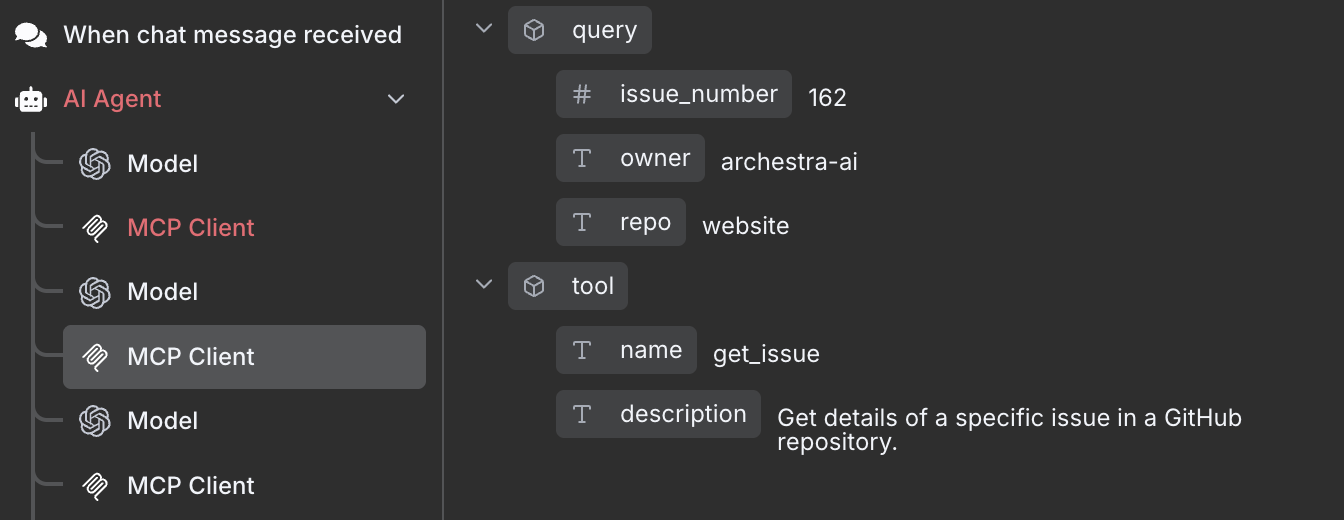 When chat message received
AI Agent
Model
MCP Client
Model
MCP Client
Model
MCP Client
query
# issue_number 162
T owner archestra-ai
T repo website
tool
T name get_issue
T description Get details of a specific issue in a GitHub
repository.